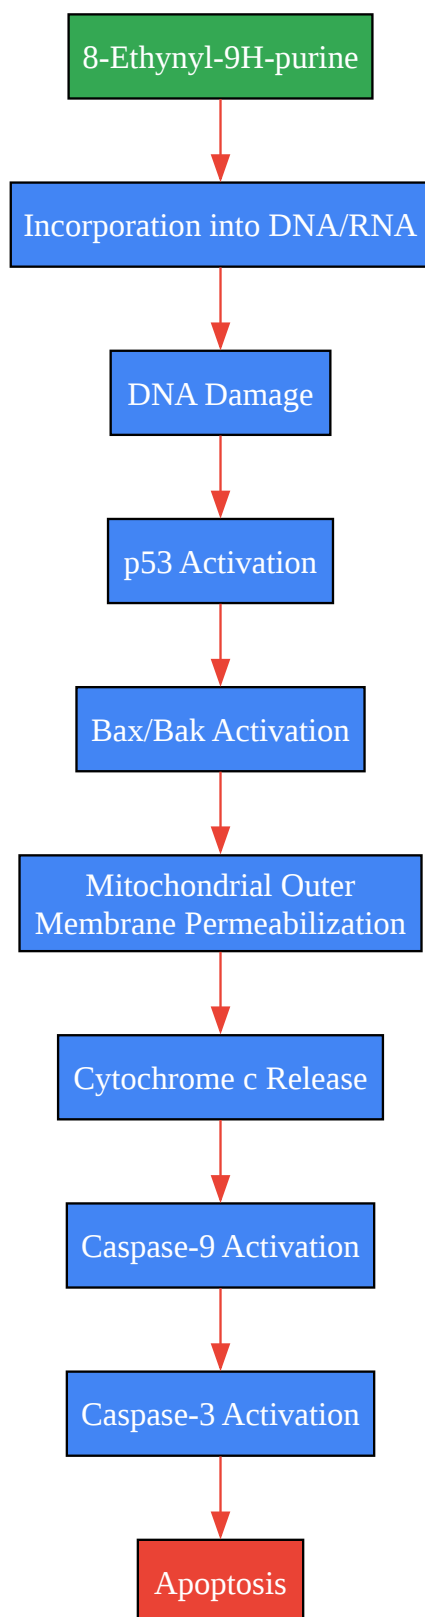 8-Ethynyl-9H-purine
Incorporation into DNA/RNA
DNA Damage
p53 Activation
Bax/Bak Activation
Mitochondrial Outer
Membrane Permeabilization
Cytochrome c Release
Caspase-9 Activation
Caspase-3 Activation
Apoptosis